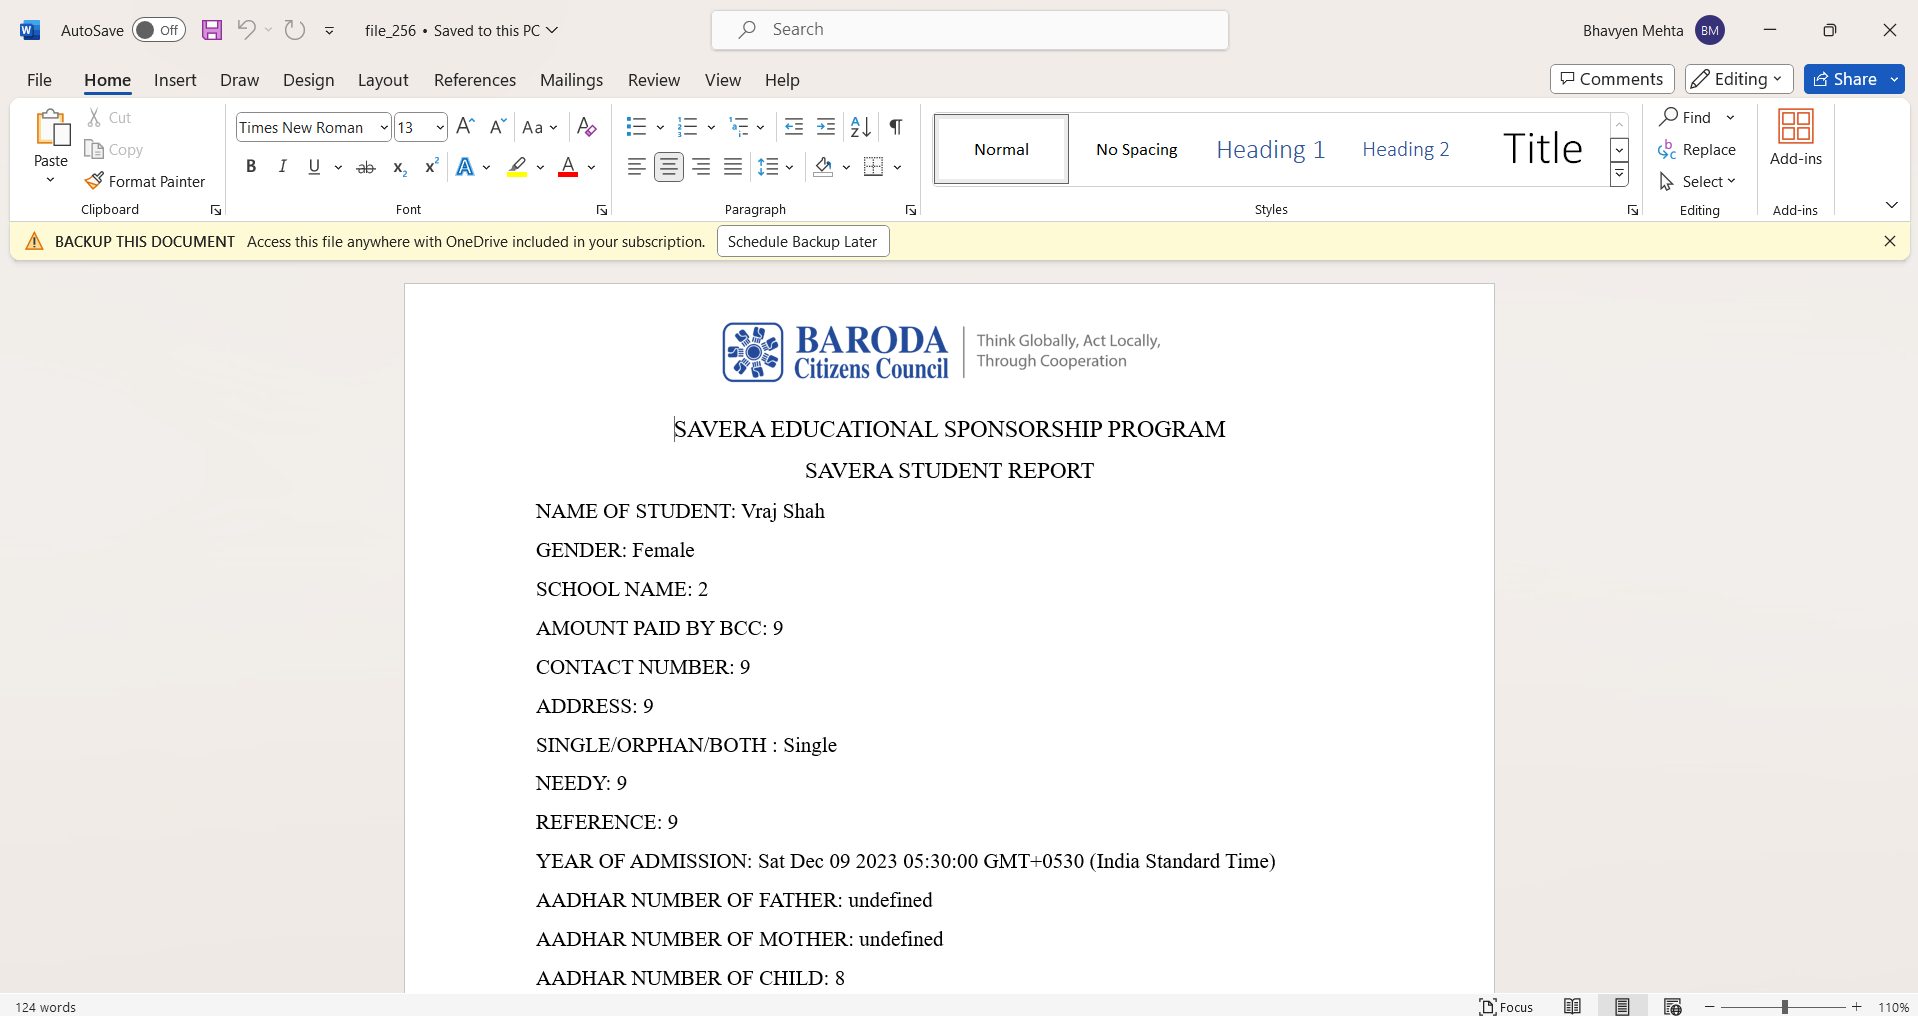 AutoSave Off file_256 • Saved to this PC Search Bhavyen Mehta BM
File Home Insert Draw Design Layout References Mailings Review View Help Comments Editing Share
Paste Cut Copy Format Painter Clipboard
Times New Roman 13 Aa B I U ab x₂ x² A A Font
Paragraph
Normal No Spacing Heading 1 Heading 2 Title Styles
Find Replace Select Editing
Add-ins Add-ins
BACKUP THIS DOCUMENT Access this file anywhere with OneDrive included in your subscription. Schedule Backup Later
BARODA
Citizens Council
Think Globally, Act Locally,
Through Cooperation
SAVERA EDUCATIONAL SPONSORSHIP PROGRAM
SAVERA STUDENT REPORT
NAME OF STUDENT: Vraj Shah
GENDER: Female
SCHOOL NAME: 2
AMOUNT PAID BY BCC: 9
CONTACT NUMBER: 9
ADDRESS: 9
SINGLE/ORPHAN/BOTH : Single
NEEDY: 9
REFERENCE: 9
YEAR OF ADMISSION: Sat Dec 09 2023 05:30:00 GMT+0530 (India Standard Time)
AADHAR NUMBER OF FATHER: undefined
AADHAR NUMBER OF MOTHER: undefined
AADHAR NUMBER OF CHILD: 8
124 words Focus 110%